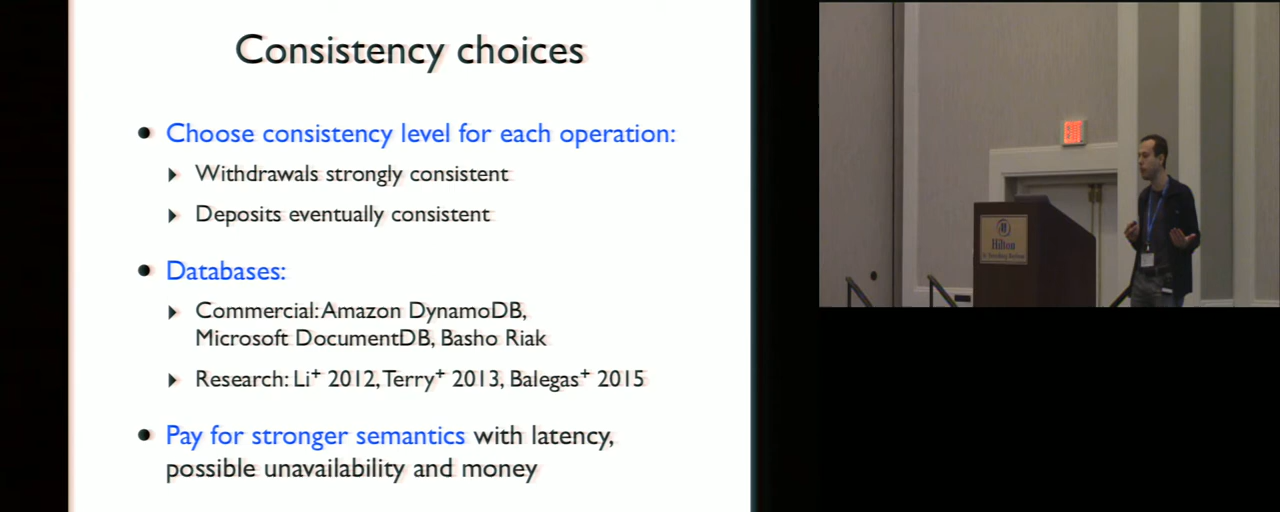 Consistency choices
• Choose consistency level for each operation:
Withdrawals strongly consistent
Deposits eventually consistent
• Databases:
Commercial: Amazon DynamoDB,
Microsoft DocumentDB, Basho Riak
Research: Li+ 2012, Terry+ 2013, Balegas+ 2015
• Pay for stronger semantics with latency,
possible unavailability and money
Hilton